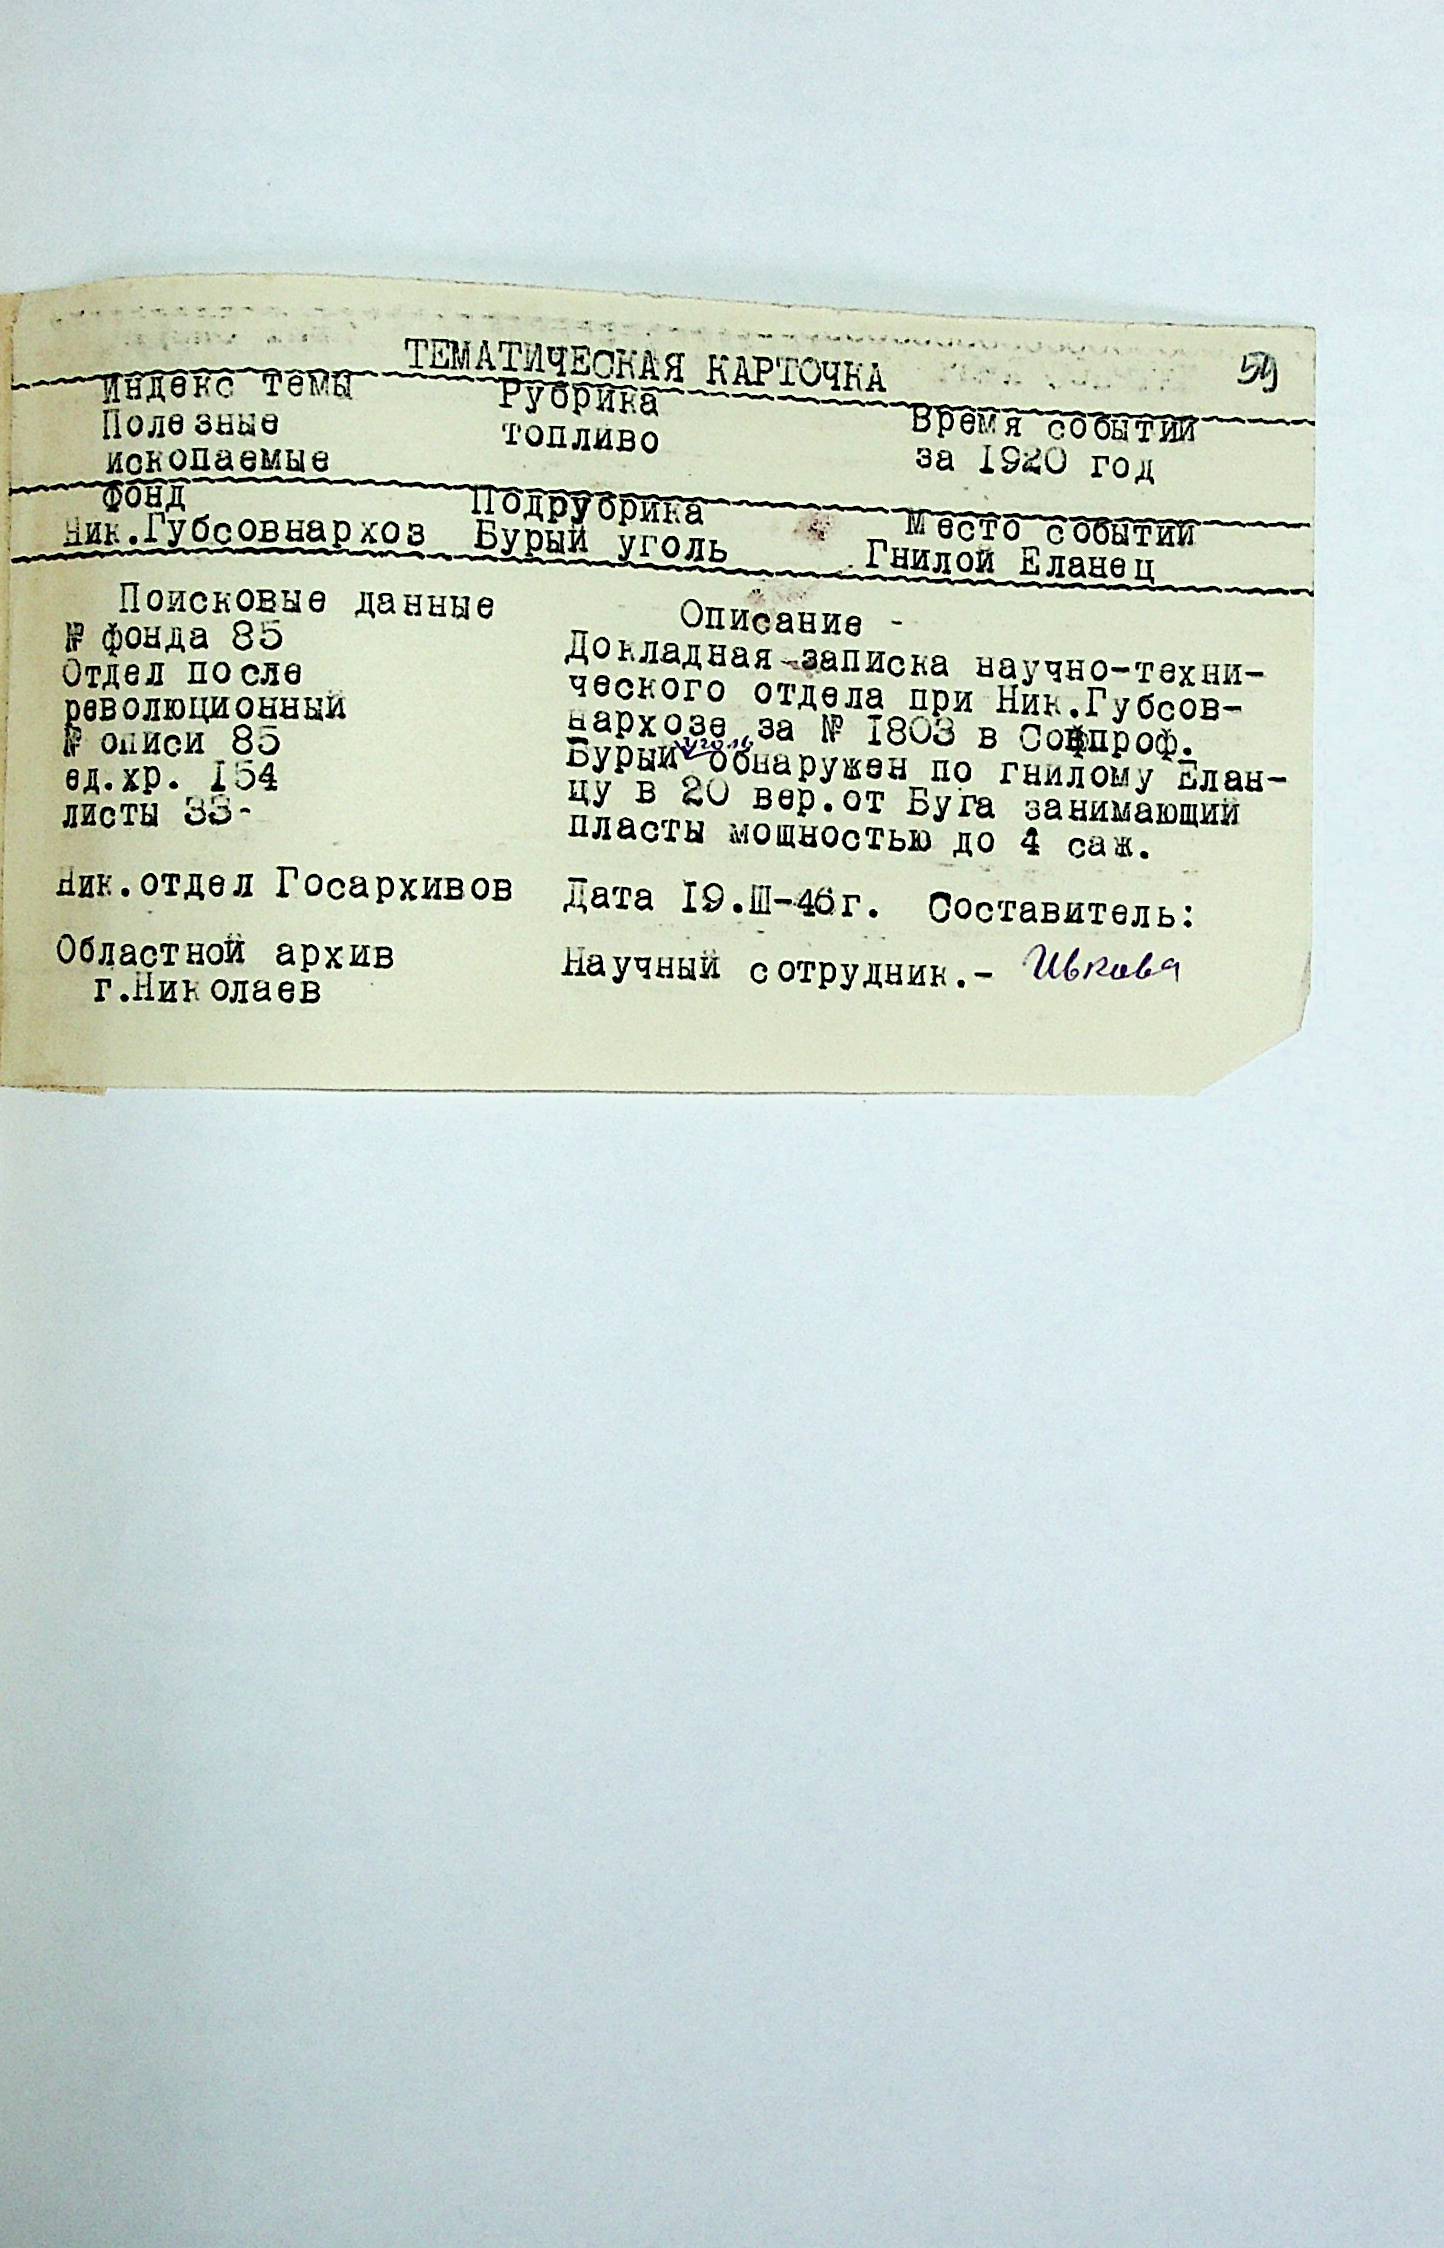 ТЕМАТИЧЕСКАЯ КАРТОЧКА 59
Индекс темы Рубрика Время событий
Полезные топливо за 1920 год
ископаемые
Фонд Подрубрика Место событий
Ник.Губсовнархоз Бурый уголь Гнилой Еланец
Поисковые данные
№ фонда 85
Отдел после
революционный
№ описи 85
ед.хр. 154
листы 33-
Описание -
Докладная записка научно-техни-
ческого отдела при Ник.Губсов-
нархозе за № 1803 в Соцпроф.
Бурый уголь обнаружен по гнилому Елан-
цу в 20 вер.от Буга занимающий
пласты мощностью до 4 саж.
Ник.отдел Госархивов Дата 19.III-46г. Составитель:
Областной архив Научный сотрудник.- Ивкова
г.Николаев